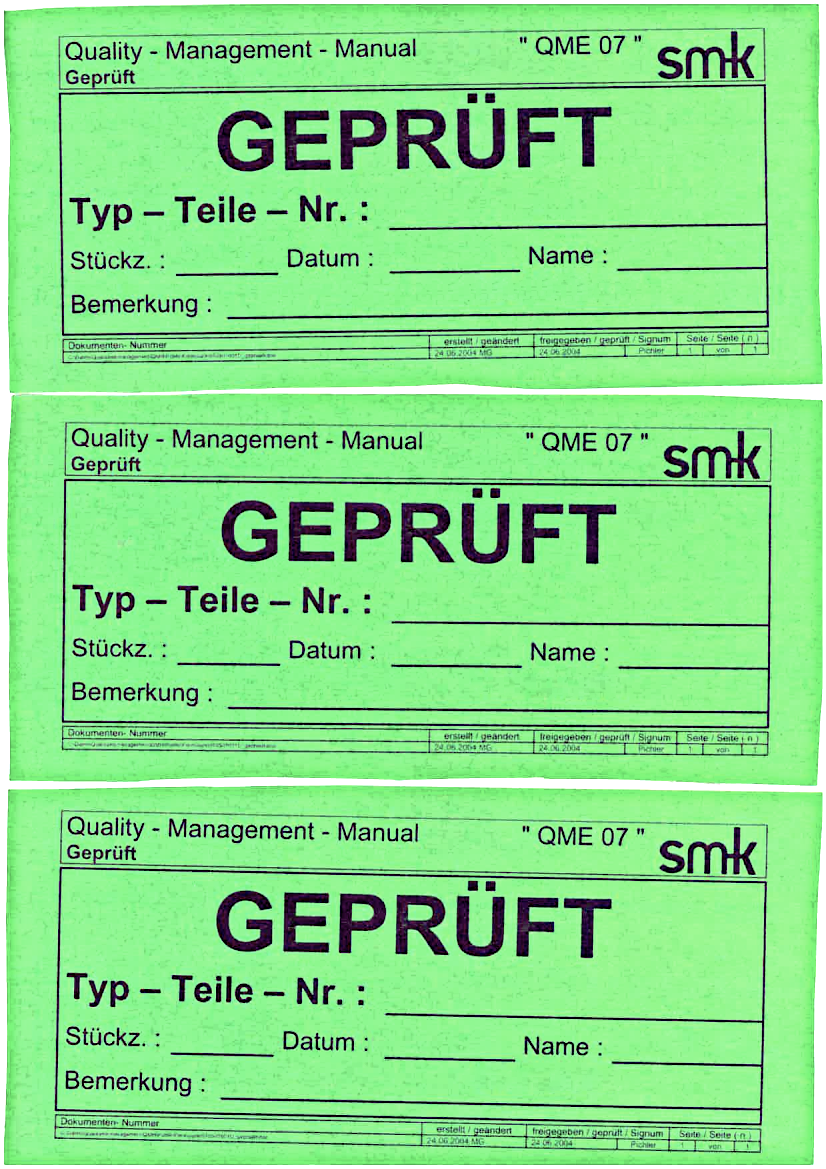 Quality - Management - Manual " QME 07 " smk
Geprüft
GEPRÜFT
Typ – Teile – Nr. :
Stückz. : Datum : Name :
Bemerkung :
Dokumenten- Nummer erstellt / geändert freigegeben / geprüft / Signum Seite / Seite ( n )
24.06.2004 MG 24.06.2004 Pichler 1 von 1
Quality - Management - Manual " QME 07 " smk
Geprüft
GEPRÜFT
Typ – Teile – Nr. :
Stückz. : Datum : Name :
Bemerkung :
Dokumenten- Nummer erstellt / geändert freigegeben / geprüft / Signum Seite / Seite ( n )
24.06.2004 MG 24.06.2004 Pichler 1 von 1
Quality - Management - Manual " QME 07 " smk
Geprüft
GEPRÜFT
Typ – Teile – Nr. :
Stückz. : Datum : Name :
Bemerkung :
Dokumenten- Nummer erstellt / geändert freigegeben / geprüft / Signum Seite / Seite ( n )
24.06.2004 MG 24.06.2004 Pichler 1 von 1